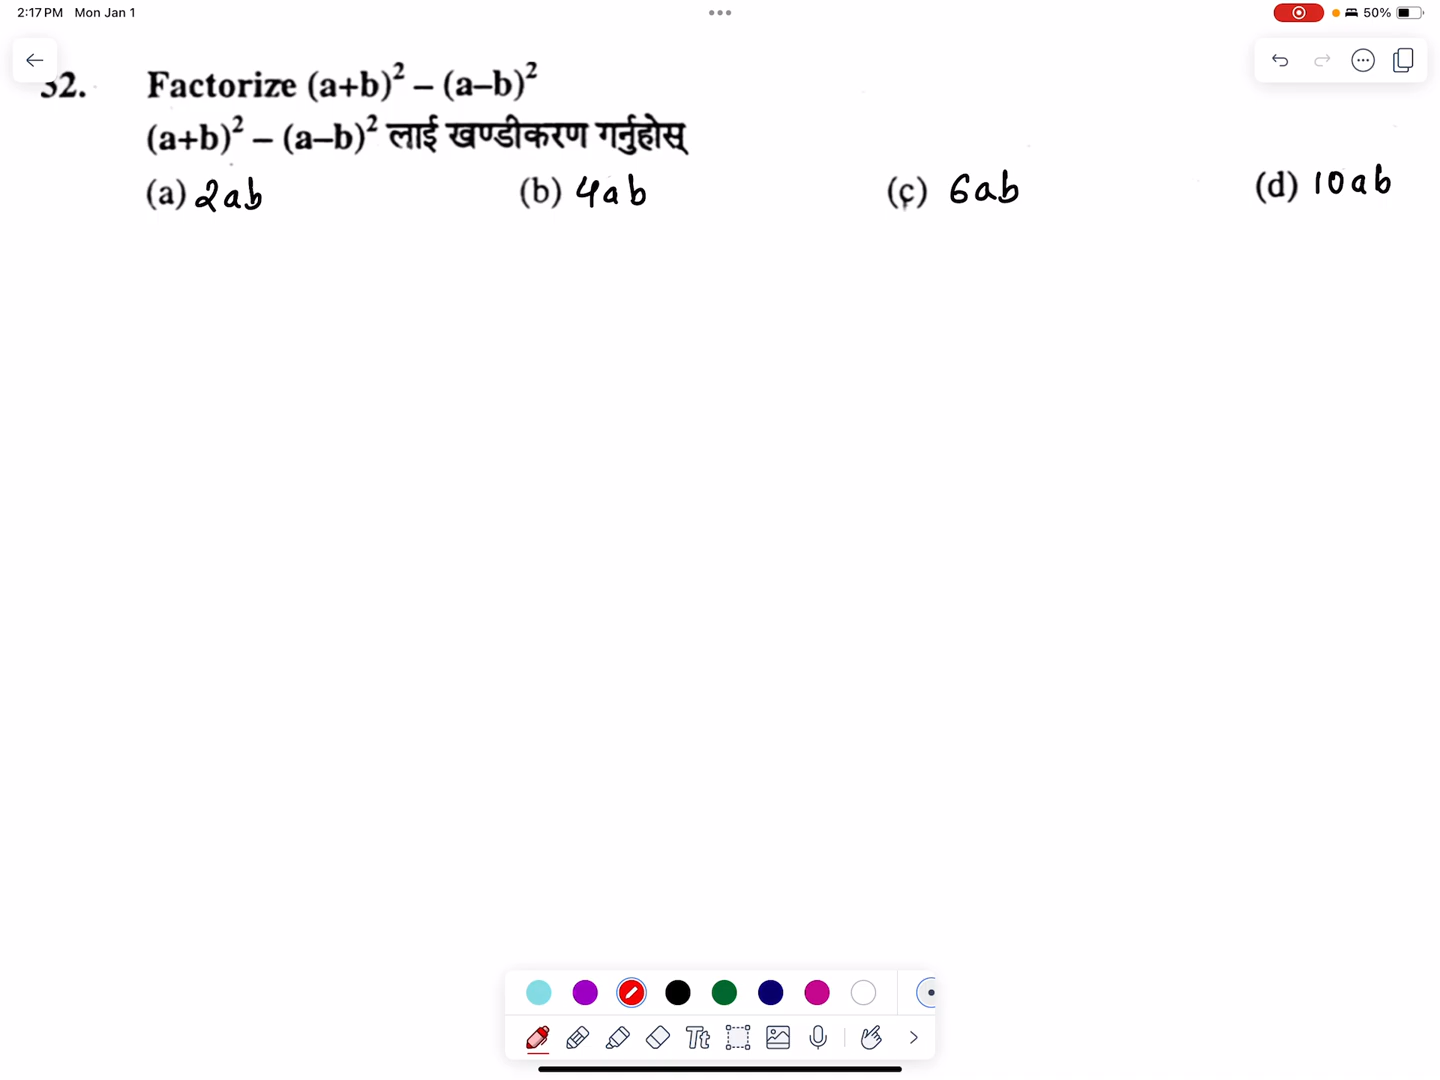 2:17 PM Mon Jan 1
50%
32. Factorize (a+b)² – (a–b)²
(a+b)² – (a–b)² लाई खण्डीकरण गर्नुहोस्
(a) 2ab (b) 4ab (c) 6ab (d) 10ab
Tt